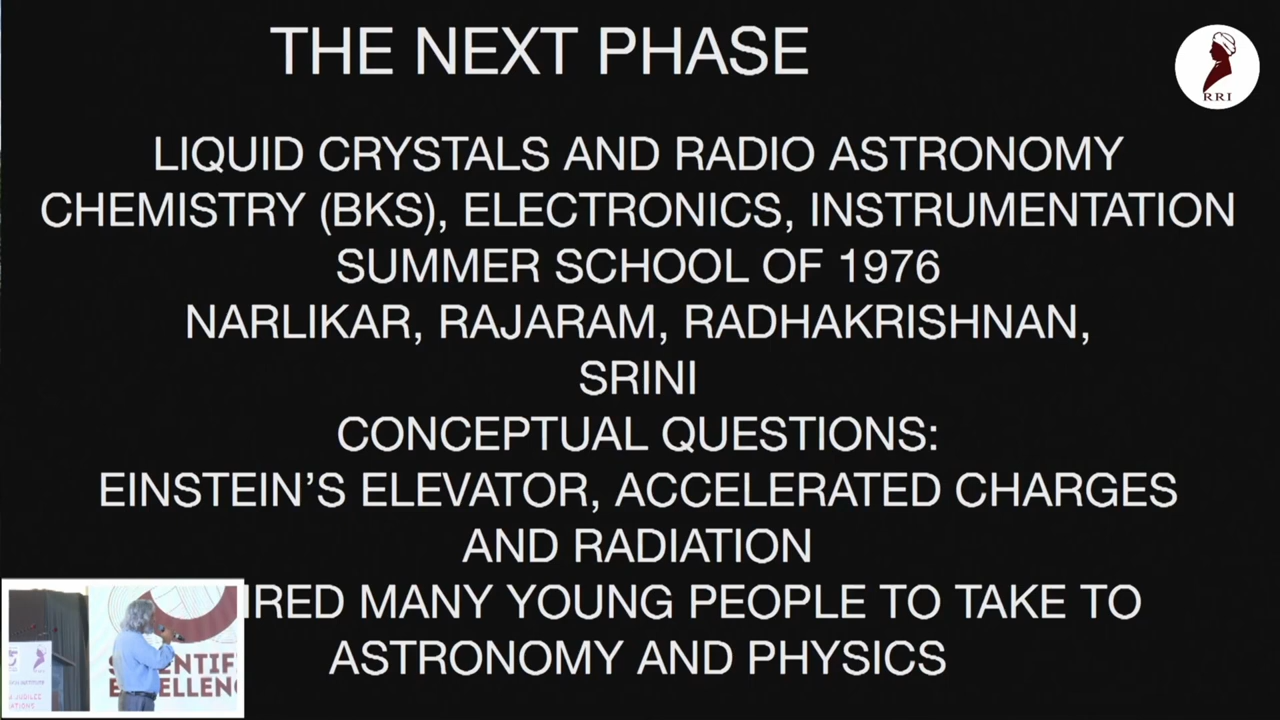 THE NEXT PHASE
RRI
LIQUID CRYSTALS AND RADIO ASTRONOMY
CHEMISTRY (BKS), ELECTRONICS, INSTRUMENTATION
SUMMER SCHOOL OF 1976
NARLIKAR, RAJARAM, RADHAKRISHNAN,
SRINI
CONCEPTUAL QUESTIONS:
EINSTEIN’S ELEVATOR, ACCELERATED CHARGES
AND RADIATION
IRED MANY YOUNG PEOPLE TO TAKE TO
ASTRONOMY AND PHYSICS